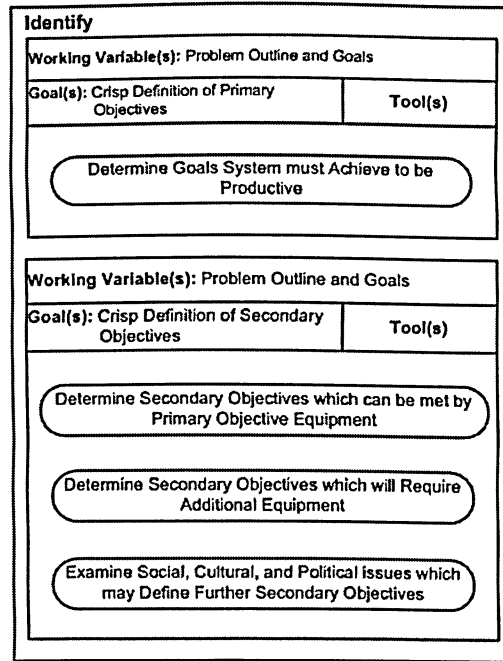 Identify
Working Variable(s): Problem Outline and Goals
Goal(s): Crisp Definition of Primary
Objectives
Tool(s)
Determine Goals System must Achieve to be
Productive
Working Variable(s): Problem Outline and Goals
Goal(s): Crisp Definition of Secondary
Objectives
Tool(s)
Determine Secondary Objectives which can be met by
Primary Objective Equipment
Determine Secondary Objectives which will Require
Additional Equipment
Examine Social, Cultural, and Political issues which
may Define Further Secondary Objectives